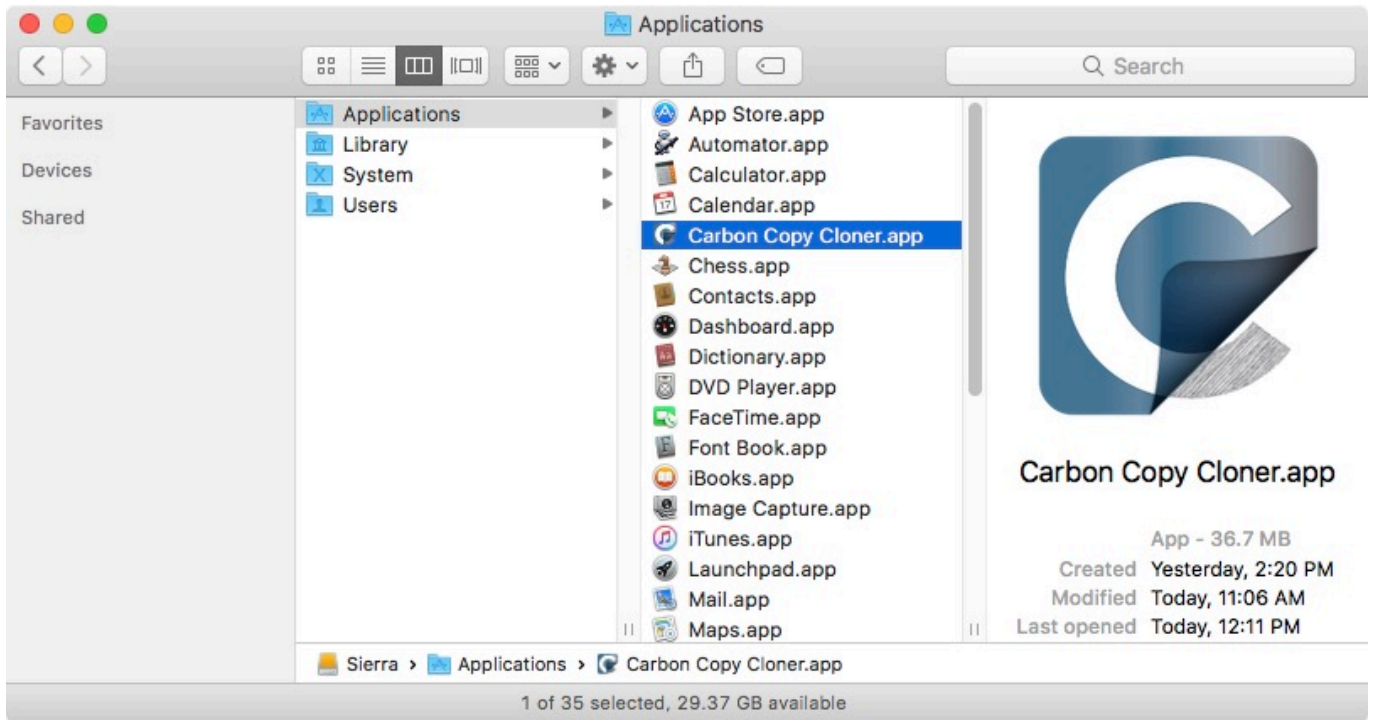 Applications
Search
Favorites
Devices
Shared
Applications
Library
System
Users
App Store.app
Automator.app
Calculator.app
Calendar.app
Carbon Copy Cloner.app
Chess.app
Contacts.app
Dashboard.app
Dictionary.app
DVD Player.app
FaceTime.app
Font Book.app
iBooks.app
Image Capture.app
iTunes.app
Launchpad.app
Mail.app
Maps.app
Carbon Copy Cloner.app
App - 36.7 MB
Created Yesterday, 2:20 PM
Modified Today, 11:06 AM
Last opened Today, 12:11 PM
Sierra › Applications › Carbon Copy Cloner.app
1 of 35 selected, 29.37 GB available